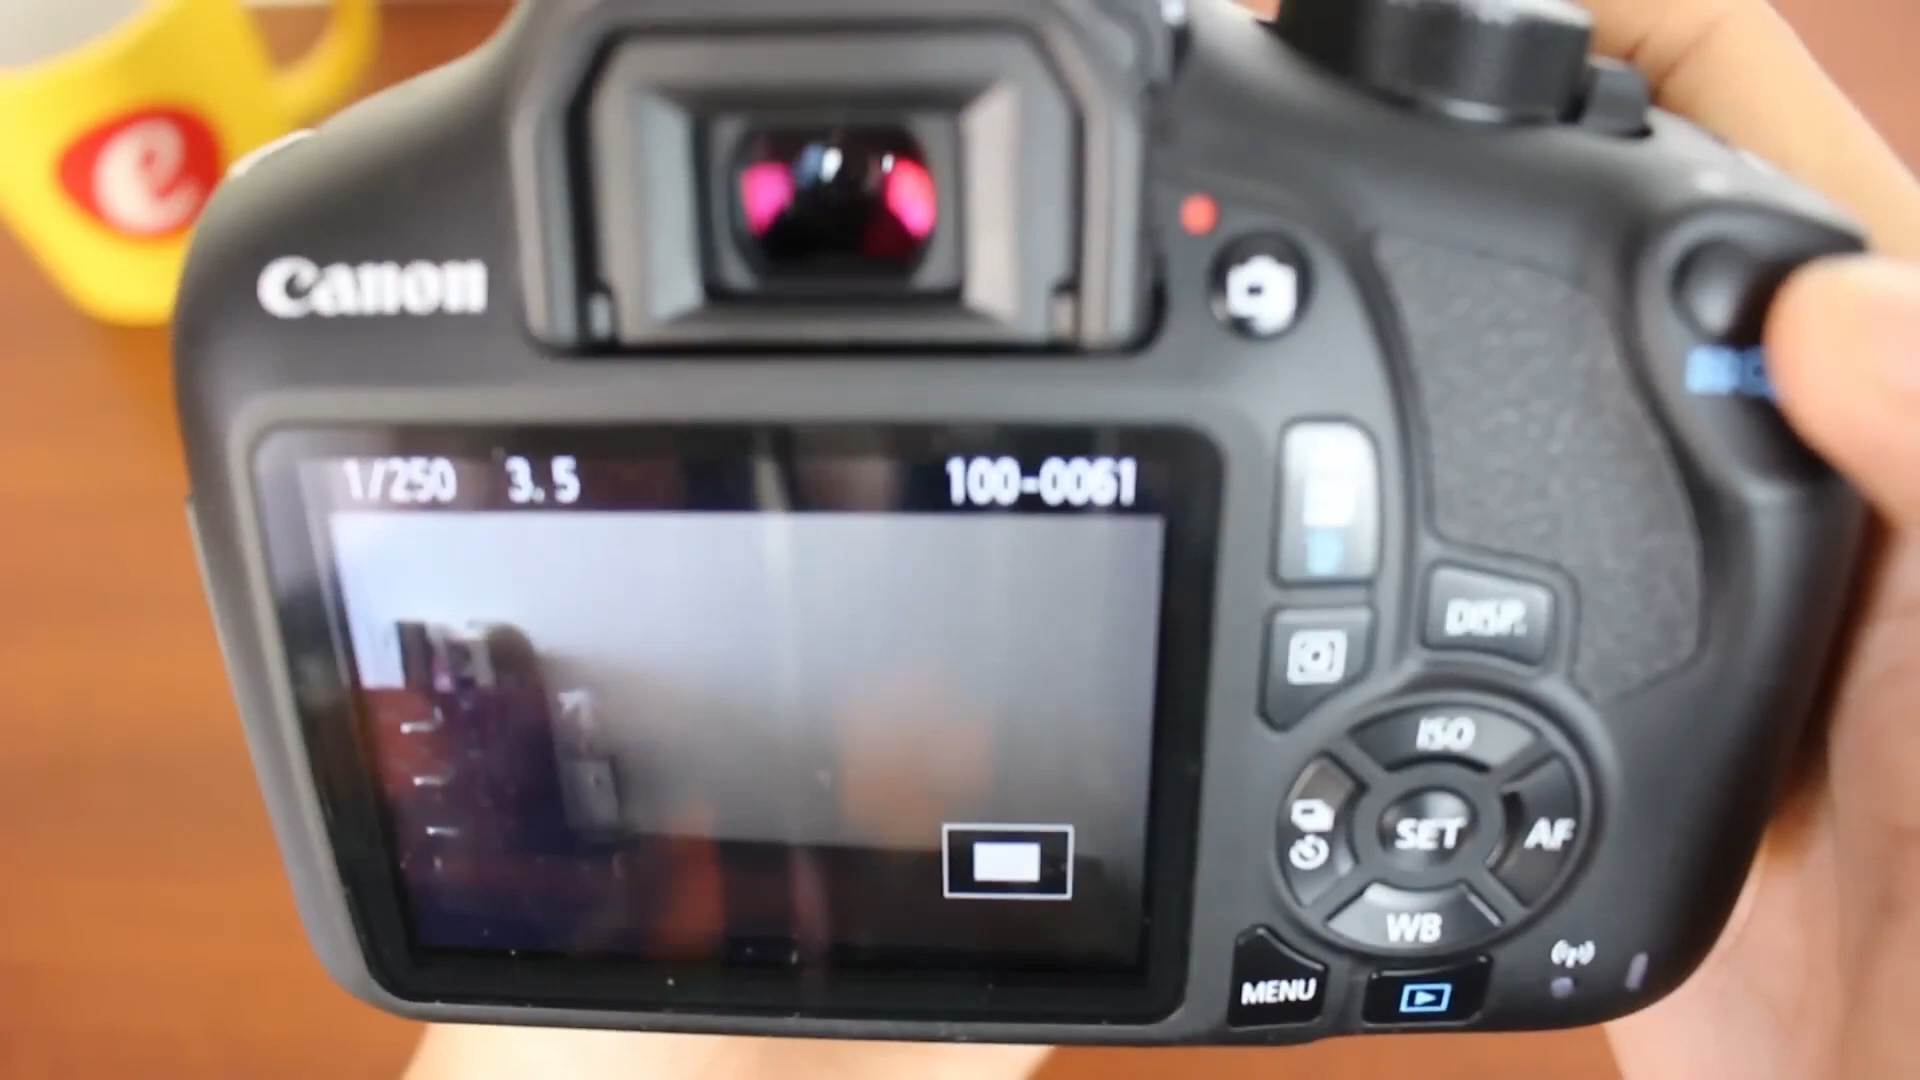 e
Canon
1/250 3.5 100-0061
DISP.
ISO
SET
AF
WB
MENU